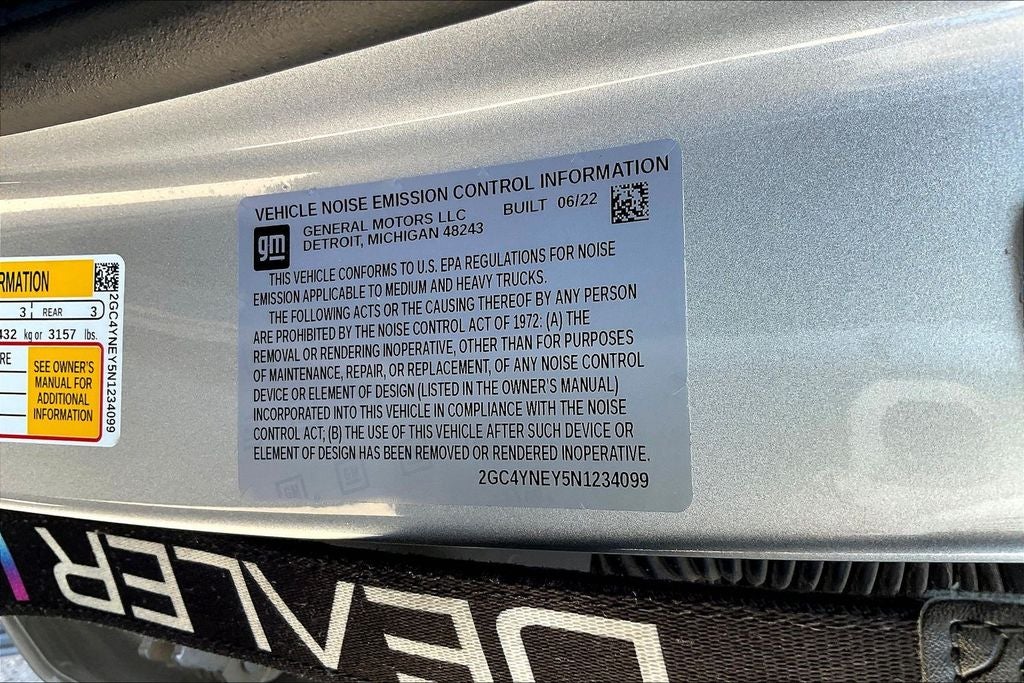 VEHICLE NOISE EMISSION CONTROL INFORMATION
gm
GENERAL MOTORS LLC BUILT 06/22
DETROIT, MICHIGAN 48243
THIS VEHICLE CONFORMS TO U.S. EPA REGULATIONS FOR NOISE
EMISSION APPLICABLE TO MEDIUM AND HEAVY TRUCKS.
THE FOLLOWING ACTS OR THE CAUSING THEREOF BY ANY PERSON
ARE PROHIBITED BY THE NOISE CONTROL ACT OF 1972: (A) THE
REMOVAL OR RENDERING INOPERATIVE, OTHER THAN FOR PURPOSES
OF MAINTENANCE, REPAIR, OR REPLACEMENT, OF ANY NOISE CONTROL
DEVICE OR ELEMENT OF DESIGN (LISTED IN THE OWNER'S MANUAL)
INCORPORATED INTO THIS VEHICLE IN COMPLIANCE WITH THE NOISE
CONTROL ACT; (B) THE USE OF THIS VEHICLE AFTER SUCH DEVICE OR
ELEMENT OF DESIGN HAS BEEN REMOVED OR RENDERED INOPERATIVE.
2GC4YNEY5N1234099
RMATION
3 REAR 3
432 kg or 3157 lbs.
RE
SEE OWNER'S
MANUAL FOR
ADDITIONAL
INFORMATION
2GC4YNEY5N1234099
DEALER